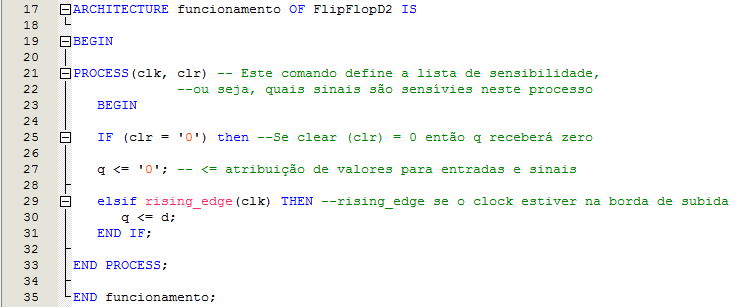 17 ARCHITECTURE funcionamento OF FlipFlopD2 IS
18
19 BEGIN
20
21 PROCESS(clk, clr) -- Este comando define a lista de sensibilidade,
22 --ou seja, quais sinais são sensívies neste processo
23 BEGIN
24
25 IF (clr = '0') then --Se clear (clr) = 0 então q receberá zero
26
27 q <= '0'; -- <= atribuição de valores para entradas e sinais
28
29 elsif rising_edge(clk) THEN --rising_edge se o clock estiver na borda de subida
30 q <= d;
31 END IF;
32
33 END PROCESS;
34
35 END funcionamento;